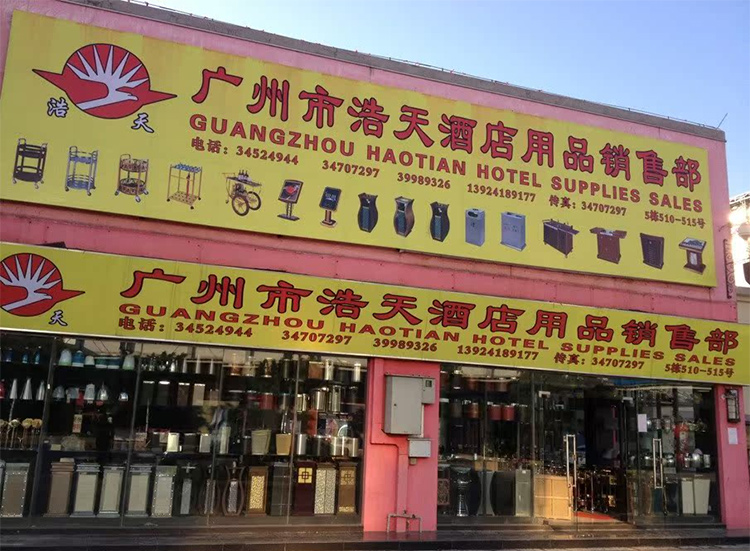 浩天
广州市浩天酒店用品销售部
GUANGZHOU HAOTIAN HOTEL SUPPLIES SALES
电话：34524944 34707297 39989326 13924189177 传真：34707297 5栋510-515号
浩天
广州市浩天酒店用品销售部
GUANGZHOU HAOTIAN HOTEL SUPPLIES SALES
电话：34524944 34707297 39989326 13924189177 传真：34707297 5栋510-515号